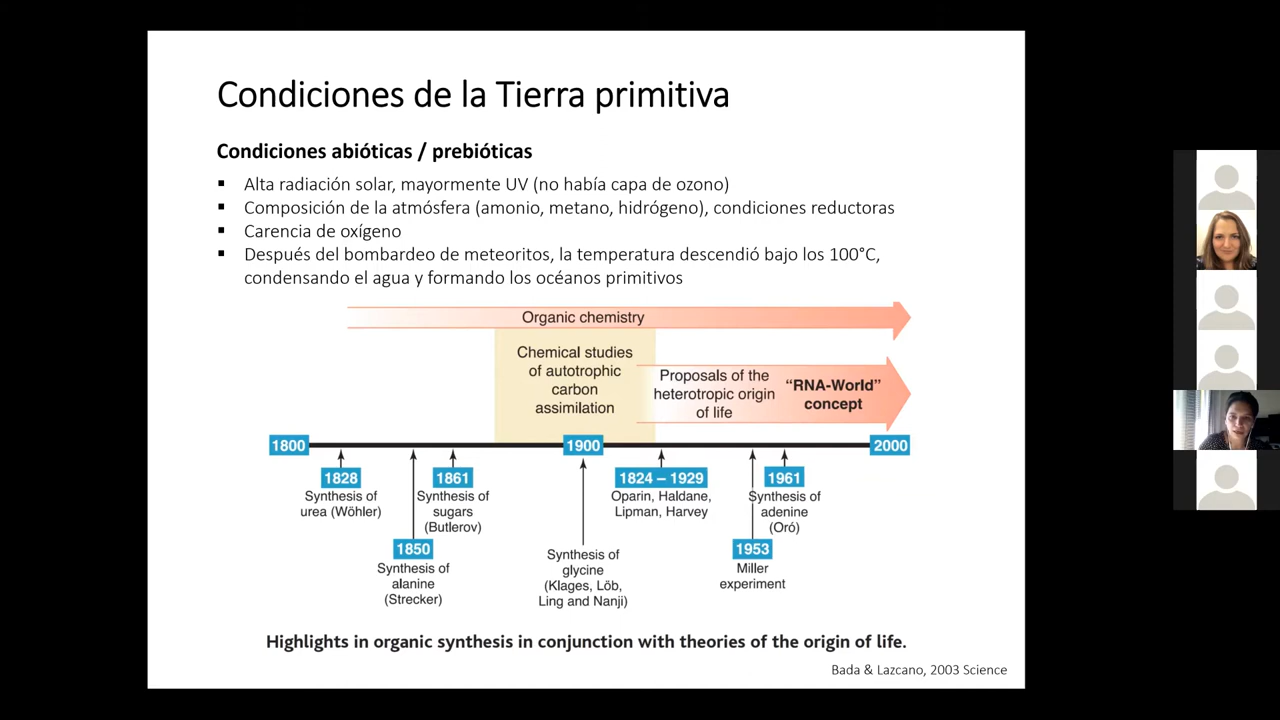 Condiciones de la Tierra primitiva
Condiciones abióticas / prebióticas
▪ Alta radiación solar, mayormente UV (no había capa de ozono)
▪ Composición de la atmósfera (amonio, metano, hidrógeno), condiciones reductoras
▪ Carencia de oxígeno
▪ Después del bombardeo de meteoritos, la temperatura descendió bajo los 100°C,
condensando el agua y formando los océanos primitivos
Organic chemistry
Chemical studies
of autotrophic
carbon
assimilation
Proposals of the
heterotropic origin
of life
“RNA-World”
concept
1800
1900
2000
1828
Synthesis of
urea (Wöhler)
1850
Synthesis of
alanine
(Strecker)
1861
Synthesis of
sugars
(Butlerov)
Synthesis of
glycine
(Klages, Löb,
Ling and Nanji)
1824 – 1929
Oparin, Haldane,
Lipman, Harvey
1953
Miller
experiment
1961
Synthesis of
adenine
(Oró)
Highlights in organic synthesis in conjunction with theories of the origin of life.
Bada & Lazcano, 2003 Science